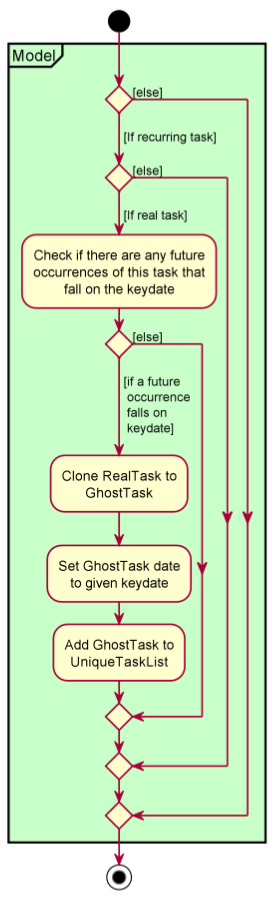 Model
[else]
[If recurring task]
[else]
[If real task]
Check if there are any future
occurrences of this task that
fall on the keydate
[else]
[if a future
occurrence
falls on
keydate]
Clone RealTask to
GhostTask
Set GhostTask date
to given keydate
Add GhostTask to
UniqueTaskList